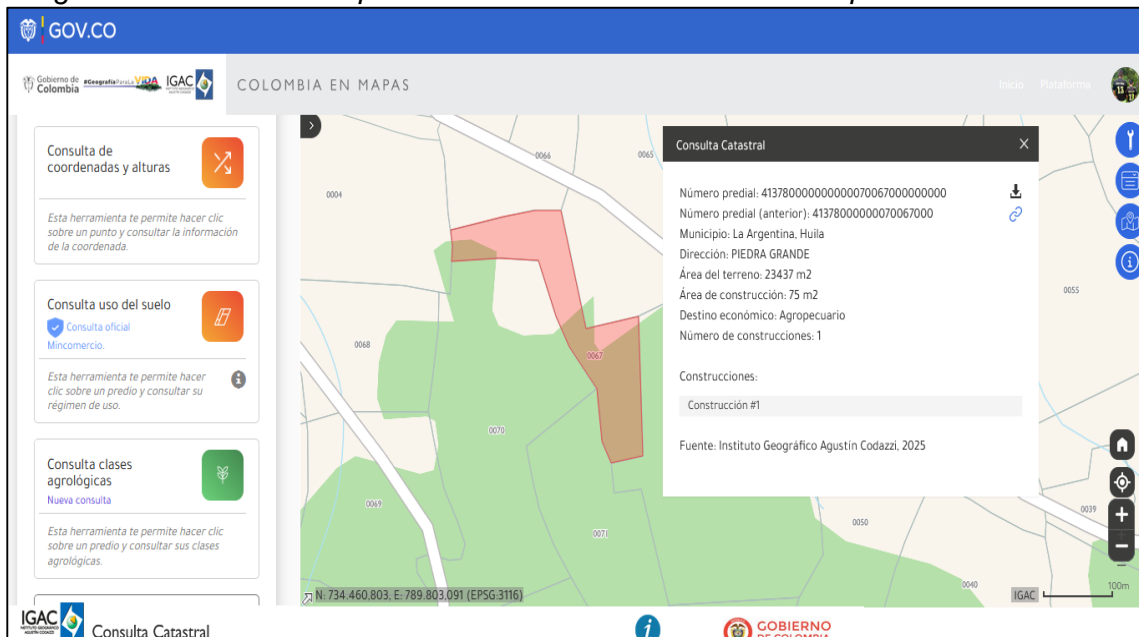 GOV.CO
Gobierno de
Colombia
#GeografíaParaLaVIDA
IGAC
COLOMBIA EN MAPAS
Inicio
Plataforma
Consulta de
coordenadas y alturas
Esta herramienta te permite hacer clic
sobre un punto y consultar la información
de la coordenada.
Consulta uso del suelo
Consulta oficial
Mincomercio.
Esta herramienta te permite hacer
clic sobre un predio y consultar su
régimen de uso.
Consulta clases
agrológicas
Nueva consulta
Esta herramienta te permite hacer clic
sobre un predio y consultar sus clases
agrológicas.
0066
0065
0004
0068
0067
0070
0069
0071
0050
0055
0039
0040
Consulta Catastral
Número predial: 413780000000000070067000000000
Número predial (anterior): 41378000000070067000
Municipio: La Argentina, Huila
Dirección: PIEDRA GRANDE
Área del terreno: 23437 m2
Área de construcción: 75 m2
Destino económico: Agropecuario
Número de construcciones: 1
Construcciones:
Construcción #1
Fuente: Instituto Geográfico Agustín Codazzi, 2025
N: 734.460,803, E: 789.803,091 (EPSG:3116)
IGAC
100m
IGAC
Consulta Catastral
GOBIERNO
DE COLOMBIA